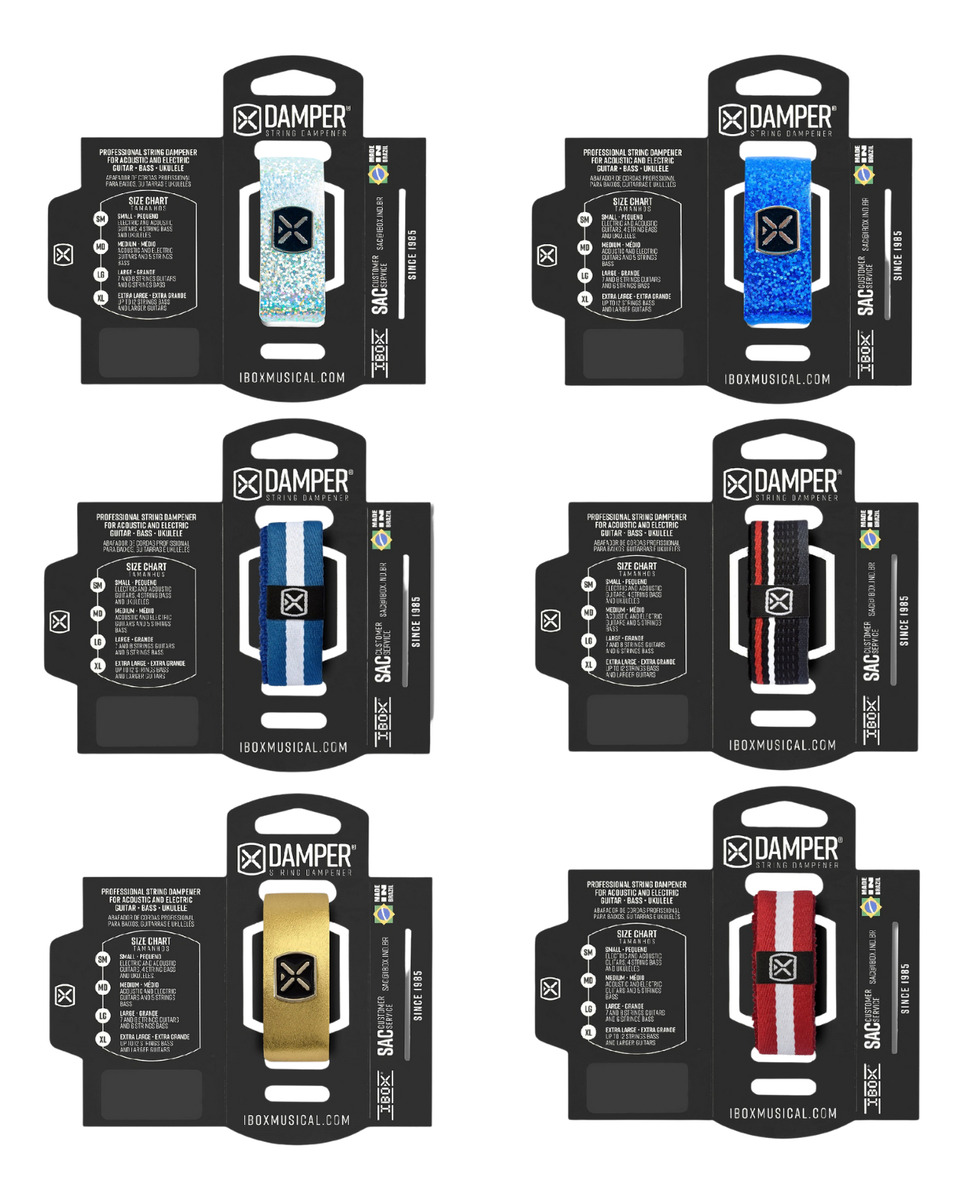 DAMPER®
STRING DAMPENER
PROFESSIONAL STRING DAMPENER
FOR ACOUSTIC AND ELECTRIC
GUITAR • BASS • UKULELE
ABAFADOR DE CORDAS PROFISSIONAL
PARA BAIXOS, GUITARRAS E UKULELES
SIZE CHART
TAMANHOS
SM
SMALL • PEQUENO
ELECTRIC AND ACOUSTIC
GUITARS, 4 STRING BASS
AND UKULELES
MD
MEDIUM • MÉDIO
ACOUSTIC AND ELECTRIC
GUITARS AND 5 STRINGS
BASS
LG
LARGE • GRANDE
7 AND 8 STRINGS GUITARS
AND 6 STRINGS BASS
XL
EXTRA LARGE • EXTRA GRANDE
UP TO 12 STRINGS BASS
AND LARGER GUITARS
MADE
IN
BRAZIL
SAC CUSTOMER SERVICE SAC@IBOX.IND.BR
SINCE 1985
IBOX
IBOXMUSICAL.COM
DAMPER®
STRING DAMPENER
PROFESSIONAL STRING DAMPENER
FOR ACOUSTIC AND ELECTRIC
GUITAR • BASS • UKULELE
ABAFADOR DE CORDAS PROFISSIONAL
PARA BAIXOS, GUITARRAS E UKULELES
SIZE CHART
TAMANHOS
SM
SMALL • PEQUENO
ELECTRIC AND ACOUSTIC
GUITARS, 4 STRING BASS
AND UKULELES
MD
MEDIUM • MÉDIO
ACOUSTIC AND ELECTRIC
GUITARS AND 5 STRINGS
BASS
LG
LARGE • GRANDE
7 AND 8 STRINGS GUITARS
AND 6 STRINGS BASS
XL
EXTRA LARGE • EXTRA GRANDE
UP TO 12 STRINGS BASS
AND LARGER GUITARS
MADE
IN
BRAZIL
SAC CUSTOMER SERVICE SAC@IBOX.IND.BR
SINCE 1985
IBOX
IBOXMUSICAL.COM
DAMPER®
STRING DAMPENER
PROFESSIONAL STRING DAMPENER
FOR ACOUSTIC AND ELECTRIC
GUITAR • BASS • UKULELE
ABAFADOR DE CORDAS PROFISSIONAL
PARA BAIXOS, GUITARRAS E UKULELES
SIZE CHART
TAMANHOS
SM
SMALL • PEQUENO
ELECTRIC AND ACOUSTIC
GUITARS, 4 STRING BASS
AND UKULELES
MD
MEDIUM • MÉDIO
ACOUSTIC AND ELECTRIC
GUITARS AND 5 STRINGS
BASS
LG
LARGE • GRANDE
7 AND 8 STRINGS GUITARS
AND 6 STRINGS BASS
XL
EXTRA LARGE • EXTRA GRANDE
UP TO 12 STRINGS BASS
AND LARGER GUITARS
MADE
IN
BRAZIL
SAC CUSTOMER SERVICE SAC@IBOX.IND.BR
SINCE 1985
IBOX
IBOXMUSICAL.COM
DAMPER®
STRING DAMPENER
PROFESSIONAL STRING DAMPENER
FOR ACOUSTIC AND ELECTRIC
GUITAR • BASS • UKULELE
ABAFADOR DE CORDAS PROFISSIONAL
PARA BAIXOS, GUITARRAS E UKULELES
SIZE CHART
TAMANHOS
SM
SMALL • PEQUENO
ELECTRIC AND ACOUSTIC
GUITARS, 4 STRING BASS
AND UKULELES
MD
MEDIUM • MÉDIO
ACOUSTIC AND ELECTRIC
GUITARS AND 5 STRINGS
BASS
LG
LARGE • GRANDE
7 AND 8 STRINGS GUITARS
AND 6 STRINGS BASS
XL
EXTRA LARGE • EXTRA GRANDE
UP TO 12 STRINGS BASS
AND LARGER GUITARS
MADE
IN
BRAZIL
SAC CUSTOMER SERVICE SAC@IBOX.IND.BR
SINCE 1985
IBOX
IBOXMUSICAL.COM
DAMPER®
STRING DAMPENER
PROFESSIONAL STRING DAMPENER
FOR ACOUSTIC AND ELECTRIC
GUITAR • BASS • UKULELE
ABAFADOR DE CORDAS PROFISSIONAL
PARA BAIXOS, GUITARRAS E UKULELES
SIZE CHART
TAMANHOS
SM
SMALL • PEQUENO
ELECTRIC AND ACOUSTIC
GUITARS, 4 STRING BASS
AND UKULELES
MD
MEDIUM • MÉDIO
ACOUSTIC AND ELECTRIC
GUITARS AND 5 STRINGS
BASS
LG
LARGE • GRANDE
7 AND 8 STRINGS GUITARS
AND 6 STRINGS BASS
XL
EXTRA LARGE • EXTRA GRANDE
UP TO 12 STRINGS BASS
AND LARGER GUITARS
MADE
IN
BRAZIL
SAC CUSTOMER SERVICE SAC@IBOX.IND.BR
SINCE 1985
IBOX
IBOXMUSICAL.COM
DAMPER®
STRING DAMPENER
PROFESSIONAL STRING DAMPENER
FOR ACOUSTIC AND ELECTRIC
GUITAR • BASS • UKULELE
ABAFADOR DE CORDAS PROFISSIONAL
PARA BAIXOS, GUITARRAS E UKULELES
SIZE CHART
TAMANHOS
SM
SMALL • PEQUENO
ELECTRIC AND ACOUSTIC
GUITARS, 4 STRING BASS
AND UKULELES
MD
MEDIUM • MÉDIO
ACOUSTIC AND ELECTRIC
GUITARS AND 5 STRINGS
BASS
LG
LARGE • GRANDE
7 AND 8 STRINGS GUITARS
AND 6 STRINGS BASS
XL
EXTRA LARGE • EXTRA GRANDE
UP TO 12 STRINGS BASS
AND LARGER GUITARS
MADE
IN
BRAZIL
SAC CUSTOMER SERVICE SAC@IBOX.IND.BR
SINCE 1985
IBOX
IBOXMUSICAL.COM